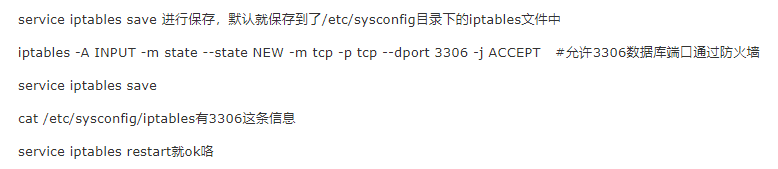 service iptables save 进行保存，默认就保存到了/etc/sysconfig目录下的iptables文件中
iptables -A INPUT -m state --state NEW -m tcp -p tcp --dport 3306 -j ACCEPT   #允许3306数据库端口通过防火墙
service iptables save
cat /etc/sysconfig/iptables有3306这条信息
service iptables restart就ok咯